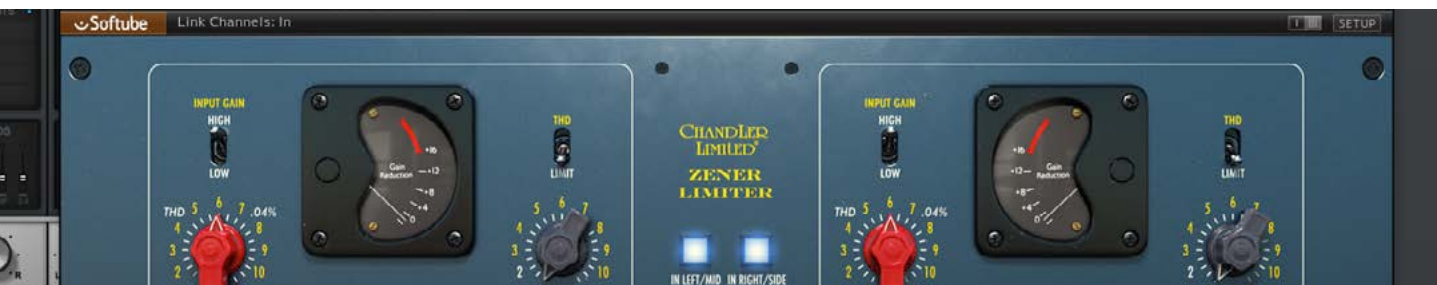 Softube
Link Channels: In
SETUP
INPUT GAIN
HIGH
LOW
+16
+12
+8
+4
0
Gain
Reduction
THD
LIMIT
THD 5 6 7 .04%
4 8
3 9
2 10
5 6 7
4 8
3 9
2 10
CHANDLER
LIMITED®
ZENER
LIMITER
IN LEFT/MID IN RIGHT/SIDE
INPUT GAIN
HIGH
LOW
+16
+12
+8
+4
0
Gain
Reduction
THD
LIMIT
THD 5 6 7 .04%
4 8
3 9
2 10
5 6 7
4 8
3 9
2 10
R